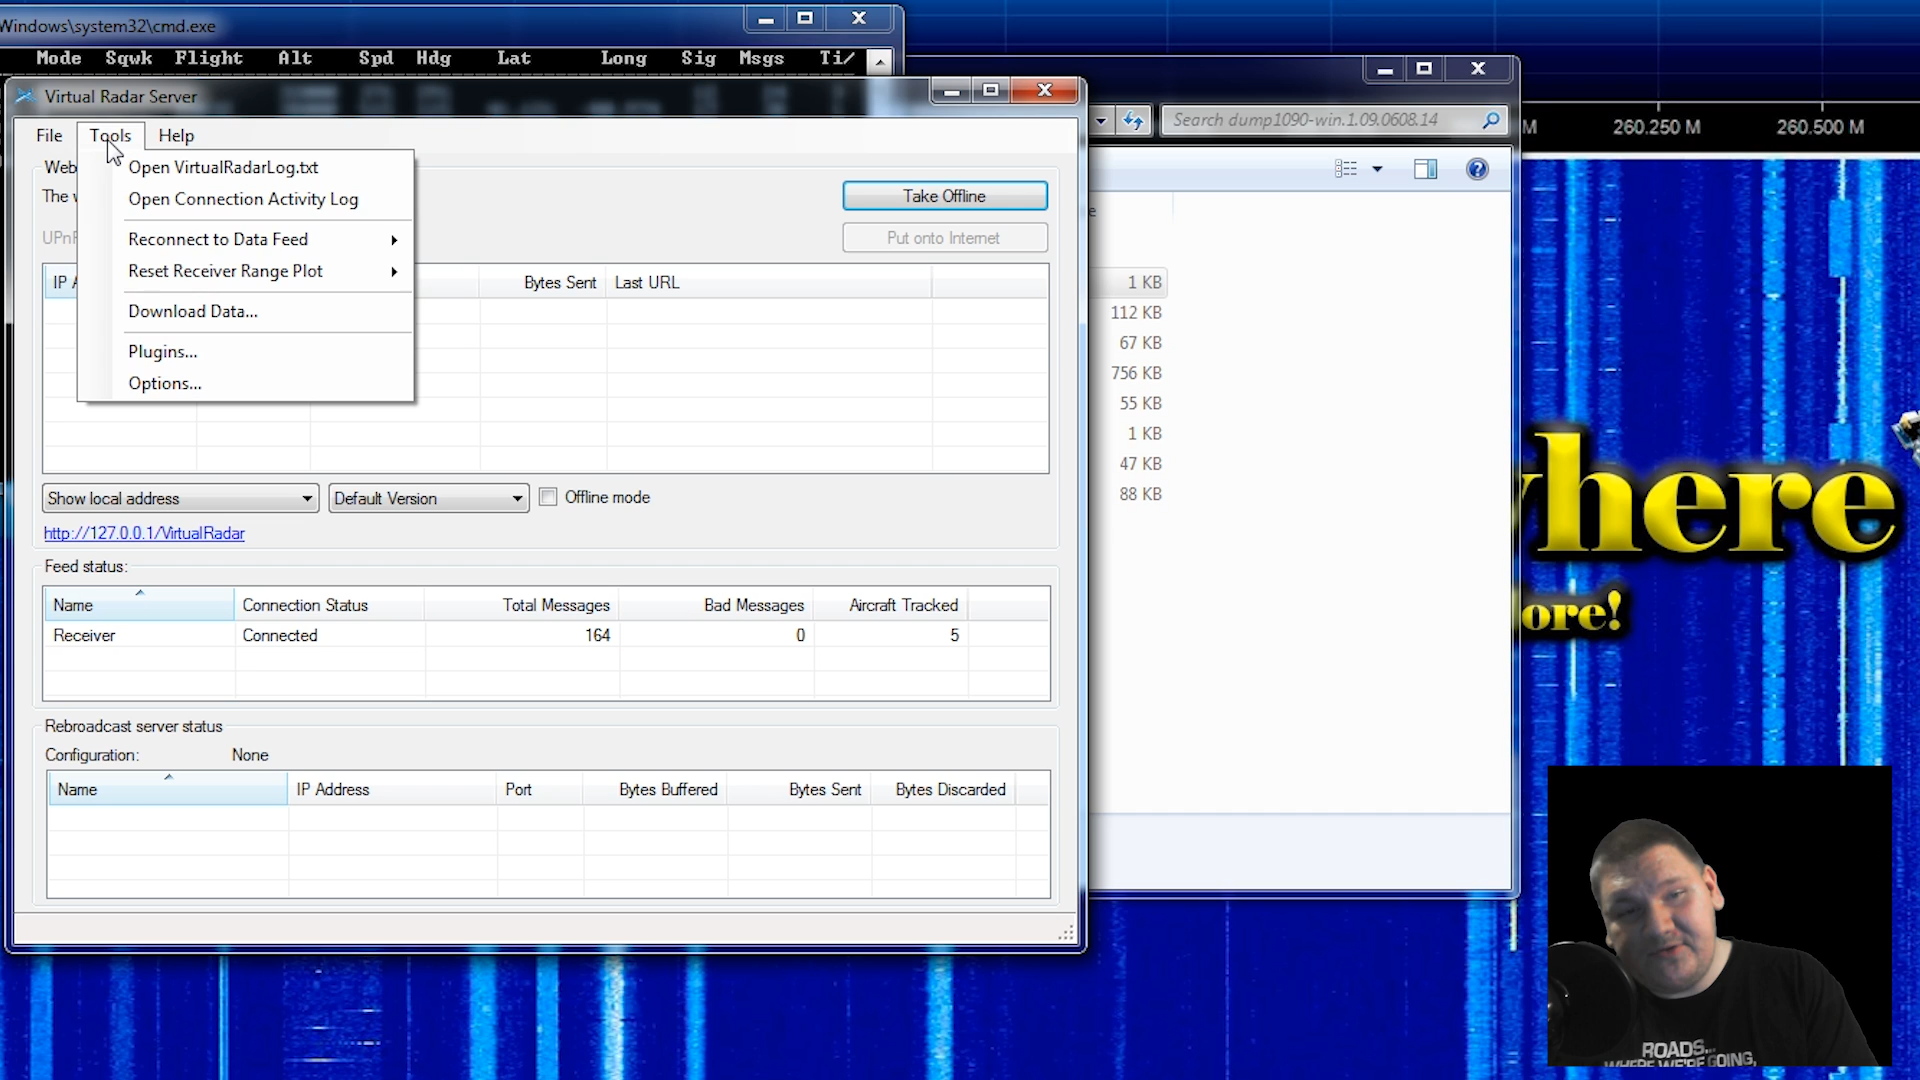 Windows\system32\cmd.exe
Mode Sqwk Flight Alt Spd Hdg Lat Long Sig Msgs Ti/
Virtual Radar Server
File Tools Help
Search dump1090-win.1.09.0608.14
M 260.250 M 260.500 M
Web
Open VirtualRadarLog.txt
The
Take Offline
Open Connection Activity Log
UPnP
Reconnect to Data Feed
Put onto Internet
Reset Receiver Range Plot
IP Bytes Sent Last URL
Download Data...
Plugins...
Options...
e
1 KB
112 KB
67 KB
756 KB
55 KB
1 KB
47 KB
88 KB
Show local address Default Version Offline mode
http://127.0.0.1/VirtualRadar
Feed status:
Name Connection Status Total Messages Bad Messages Aircraft Tracked
Receiver Connected 164 0 5
Rebroadcast server status
Configuration: None
Name IP Address Port Bytes Buffered Bytes Sent Bytes Discarded
here
ore!
ROADS...
WHERE WE'RE GOING,